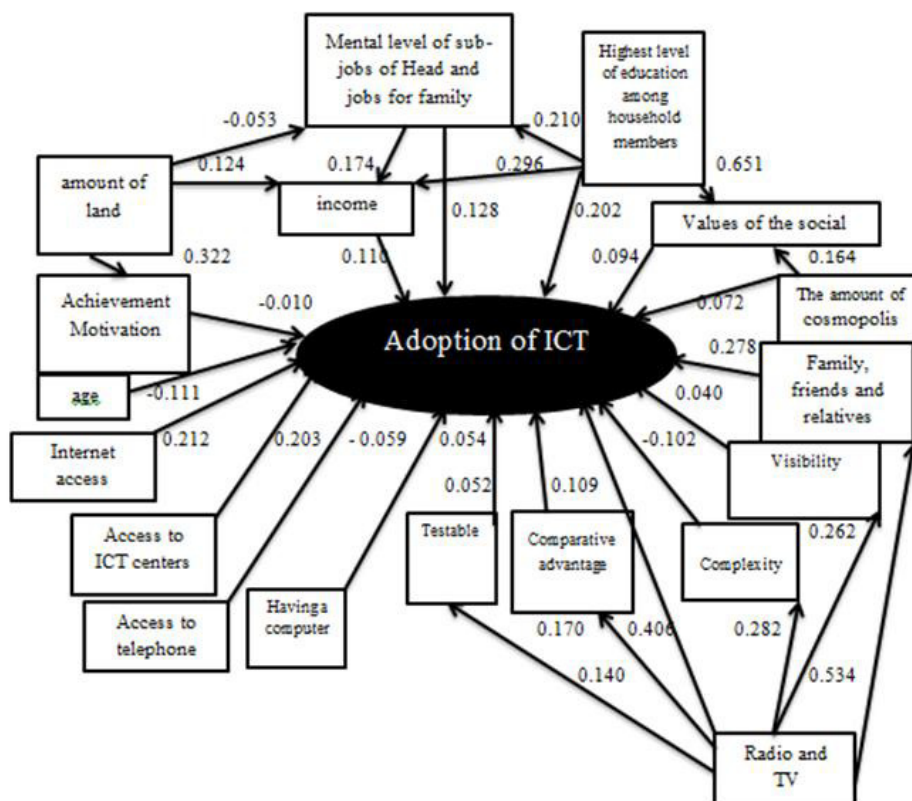 Mental level of sub-
jobs of Head and
jobs for family
Highest level
of education
among
household
members
-0.053
0.210
0.124
0.174
0.296
0.651
amount of
land
income
0.128
0.202
Values of the social
0.322
0.110
0.094
0.164
Achievement
Motivation
-0.010
0.072
The amount of
cosmopolis
Adoption of ICT
0.278
Family,
friends and
relatives
age
-0.111
0.040
Internet
access
0.212
0.203
- 0.059
0.054
-0.102
Visibility
0.052
0.109
Access to
ICT centers
Testable
Comparative
advantage
0.262
Complexity
Access to
telephone
Having a
computer
0.170
0.406
0.282
0.140
0.534
Radio and
TV